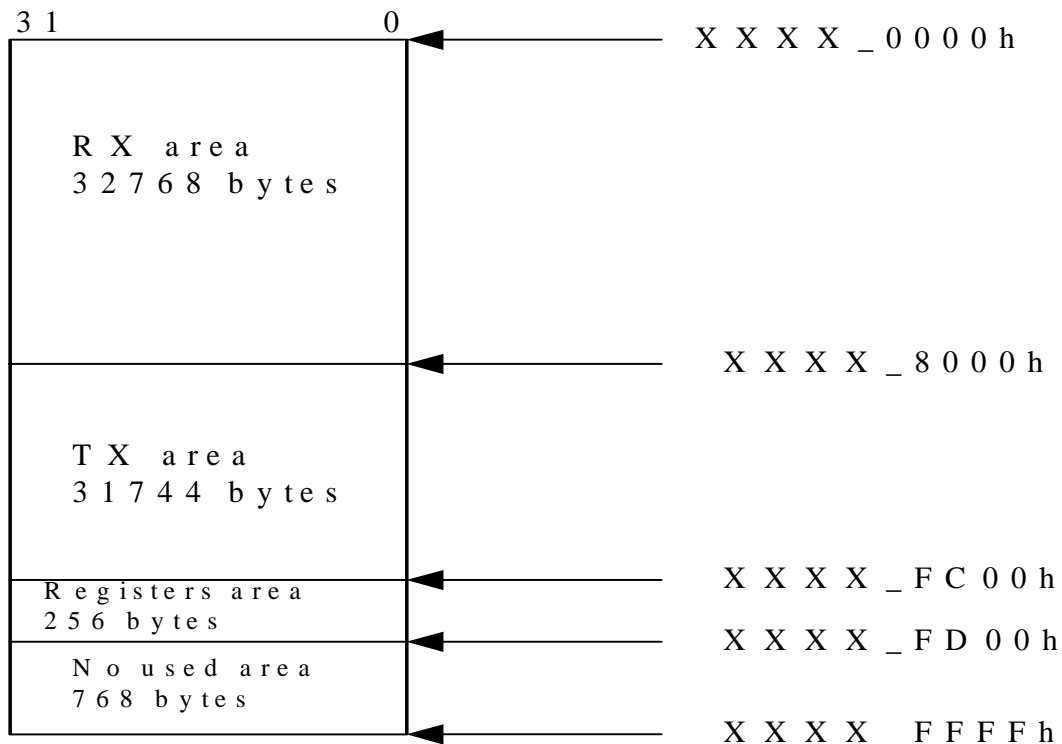 31 0
XXXX_0000h
RX area
32768 bytes
XXXX_8000h
TX area
31744 bytes
XXXX_FC00h
Registers area
256 bytes
XXXX_FD00h
No used area
768 bytes
XXXX FFFFh